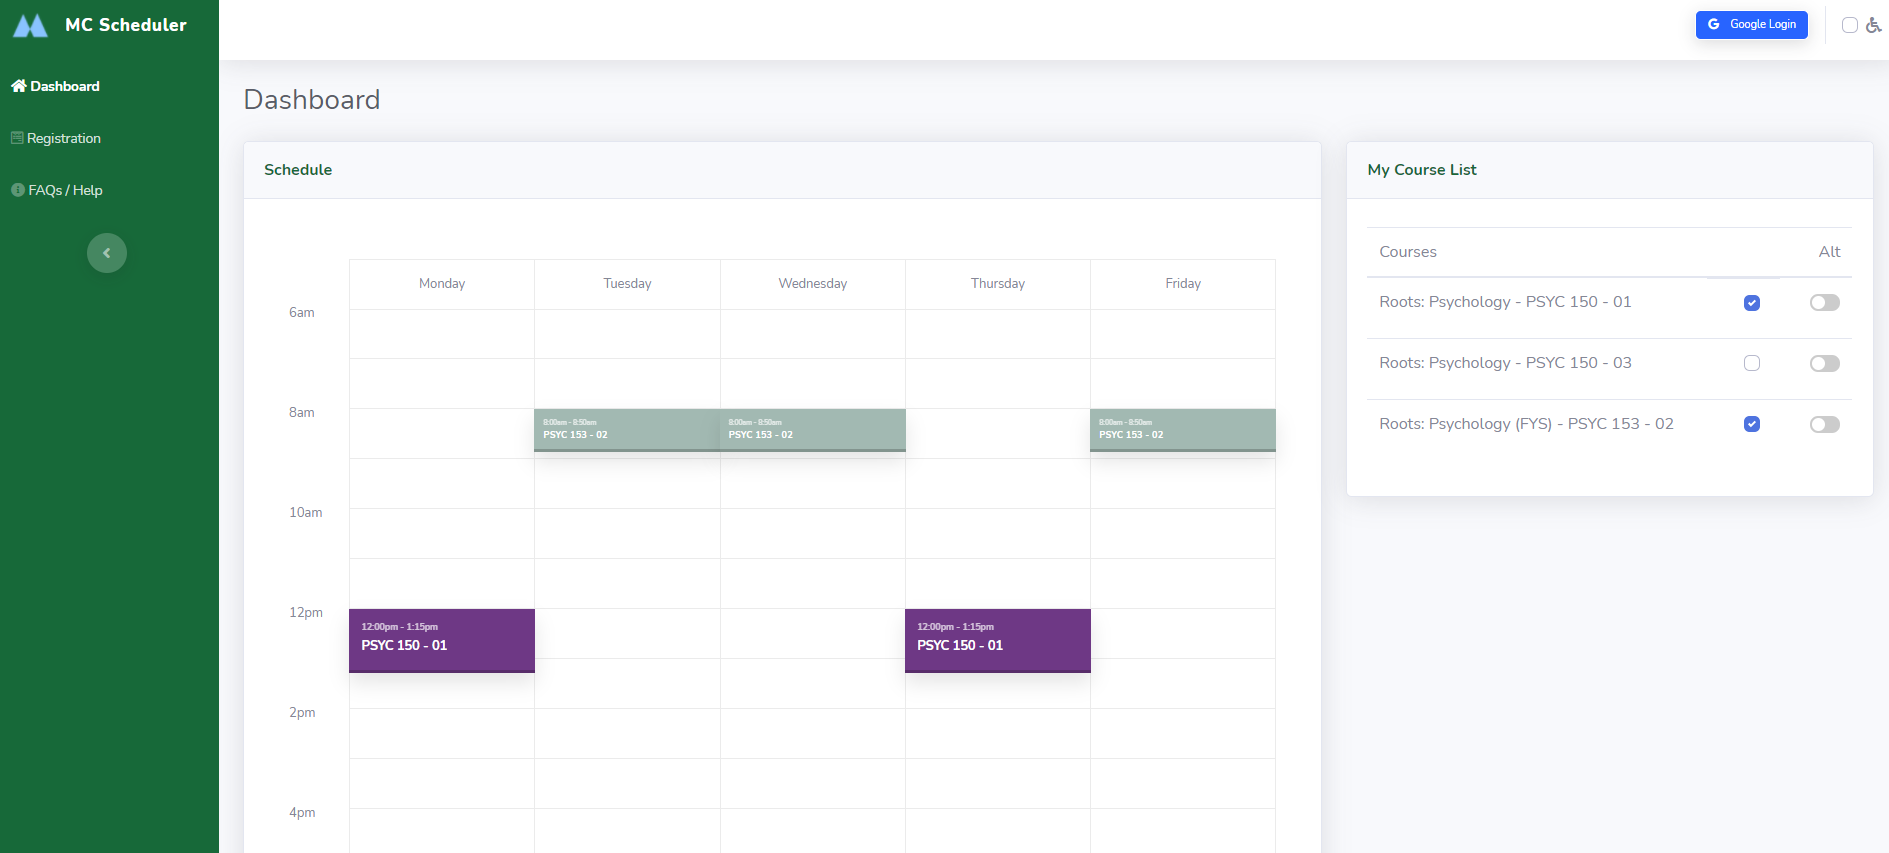 MC Scheduler
Google Login
Dashboard
Registration
FAQs / Help
Dashboard
Schedule
Monday Tuesday Wednesday Thursday Friday
6am
8am
8:00am - 8:50am 8:00am - 8:50am 8:00am - 8:50am
PSYC 153 - 02 PSYC 153 - 02 PSYC 153 - 02
10am
12pm
12:00pm - 1:15pm 12:00pm - 1:15pm
PSYC 150 - 01 PSYC 150 - 01
2pm
4pm
My Course List
Courses Alt
Roots: Psychology - PSYC 150 - 01
Roots: Psychology - PSYC 150 - 03
Roots: Psychology (FYS) - PSYC 153 - 02